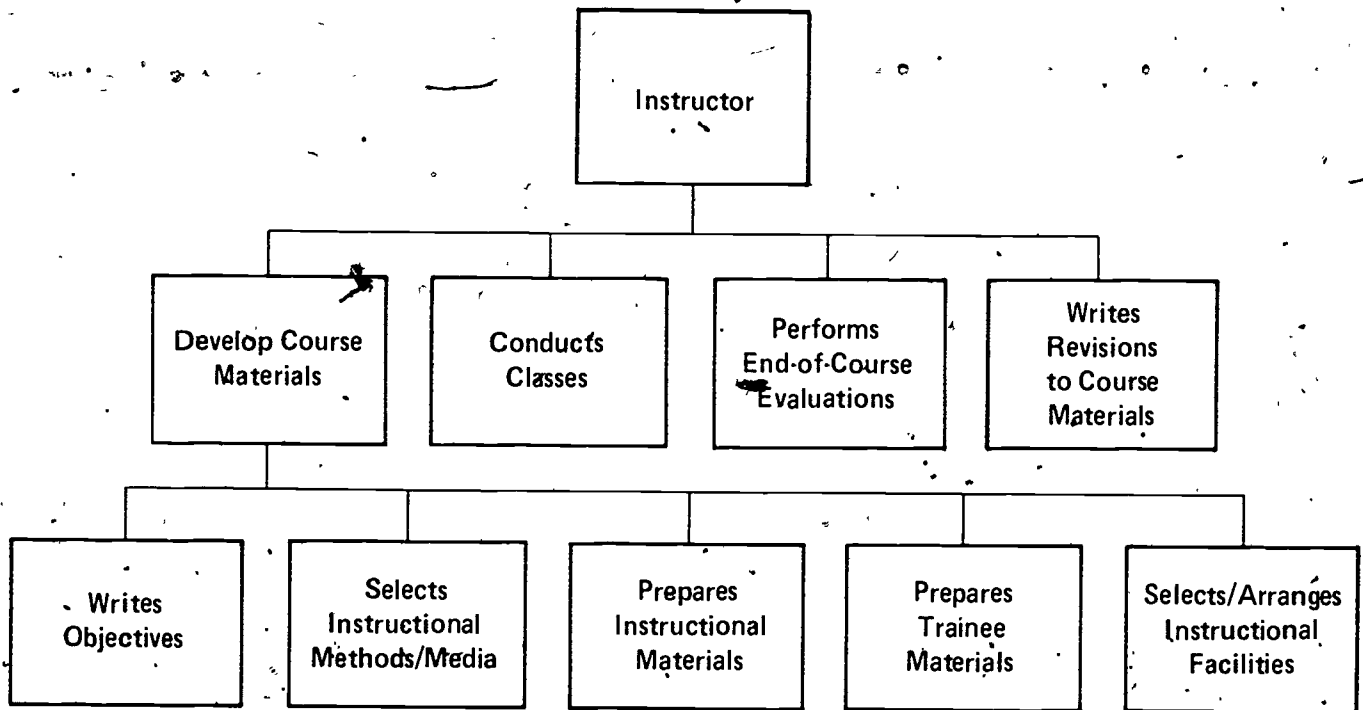 Instructor
Develop Course
Materials
Conducts
Classes
Performs
End-of-Course
Evaluations
Writes
Revisions
to Course
Materials
Writes
Objectives
Selects
Instructional
Methods/Media
Prepares
Instructional
Materials
Prepares
Trainee
Materials
Selects/Arranges
Instructional
Facilities